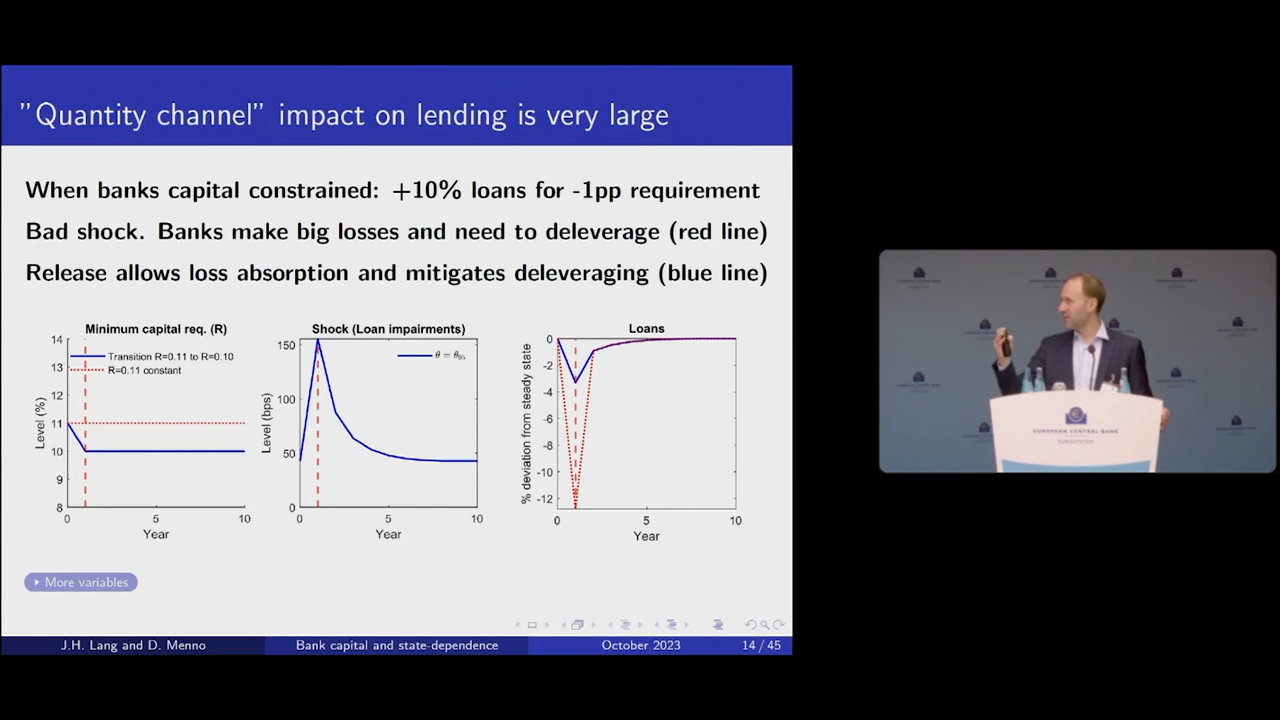 "Quantity channel" impact on lending is very large
When banks capital constrained: +10% loans for -1pp requirement
Bad shock. Banks make big losses and need to deleverage (red line)
Release allows loss absorption and mitigates deleveraging (blue line)
Minimum capital req. (R)
14
13
12
11
10
9
8
Level (%)
Transition R=0.11 to R=0.10
R=0.11 constant
0
5
10
Year
Shock (Loan impairments)
150
100
50
0
Level (bps)
θ = θ95
0
5
10
Year
Loans
0
-2
-4
-6
-8
-10
-12
% deviation from steady state
0
5
10
Year
More variables
J.H. Lang and D. Menno
Bank capital and state-dependence
October 2023
14 / 45
EUROPEAN CENTRAL BANK
EUROSYSTEM